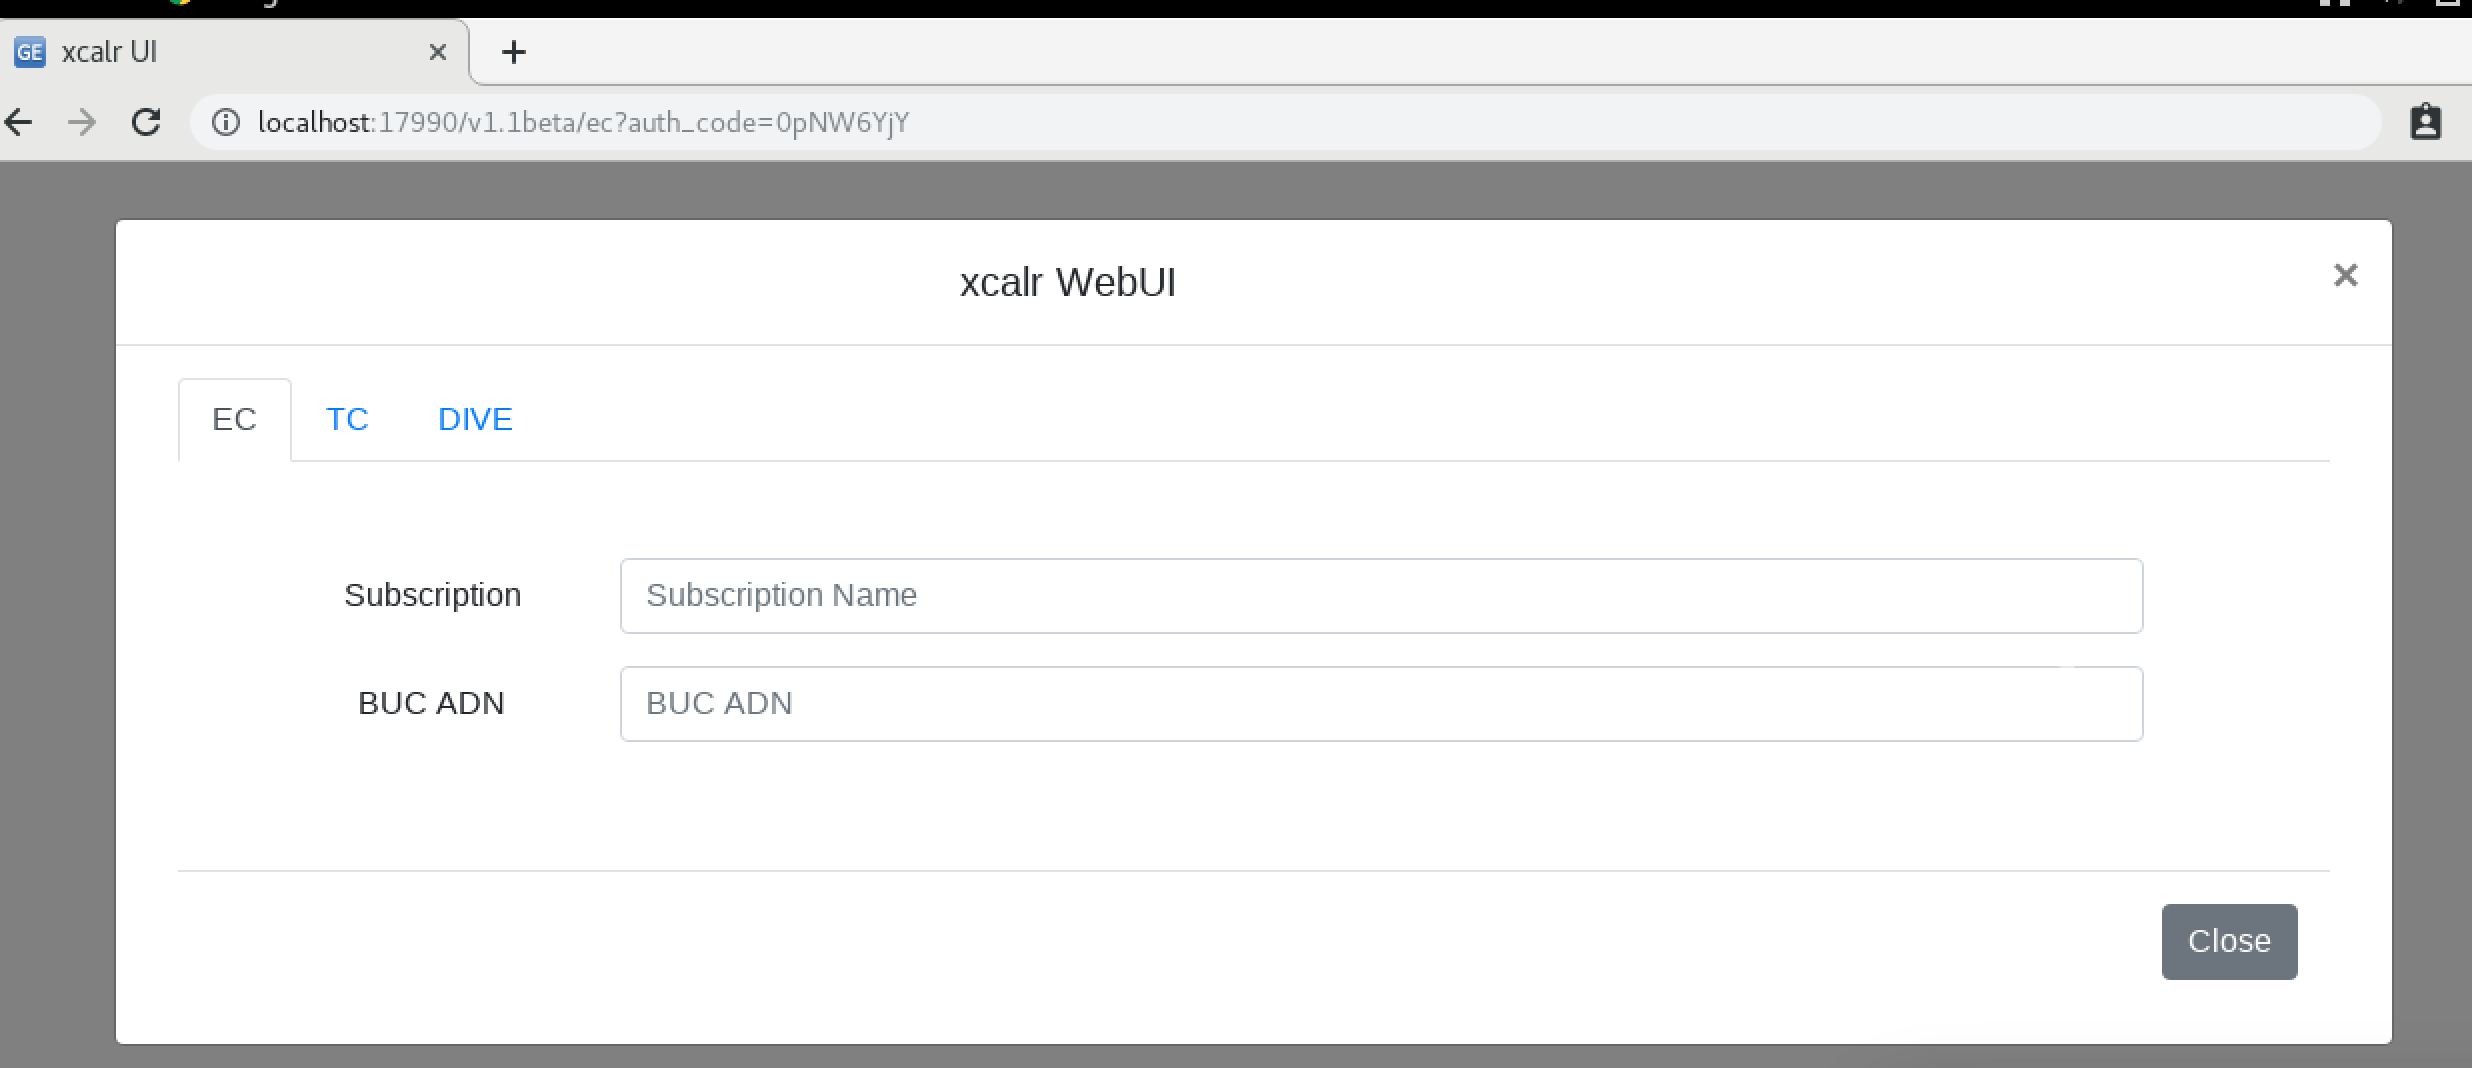 GE xcalr UI
localhost:17990/v1.1beta/ec?auth_code=0pNW6YjY
xcalr WebUI
EC TC DIVE
Subscription Subscription Name
BUC ADN BUC ADN
Close